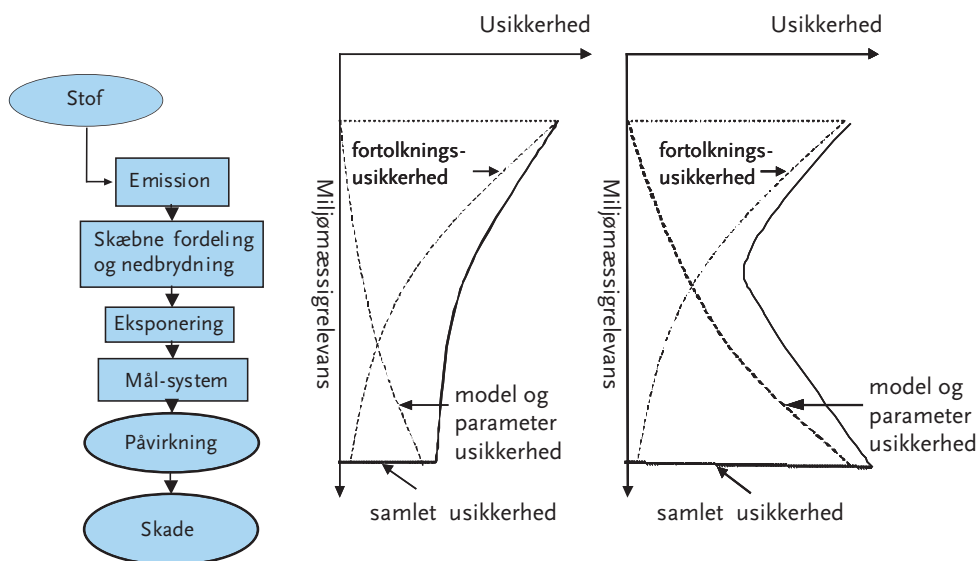 Stof
Emission
Skæbne fordeling
og nedbrydning
Eksponering
Mål-system
Påvirkning
Skade
Usikkerhed
fortolknings-
usikkerhed
Miljømæssigrelevans
model og
parameter
usikkerhed
samlet usikkerhed
Usikkerhed
fortolknings-
usikkerhed
Miljømæssigrelevans
model og
parameter
usikkerhed
samlet usikkerhed